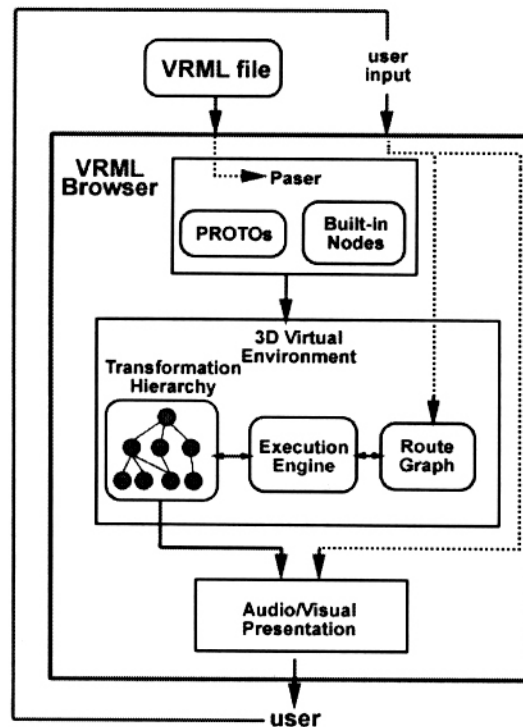 VRML file
user
input
VRML
Browser
Paser
PROTOs
Built-in
Nodes
3D Virtual
Environment
Transformation
Hierarchy
Execution
Engine
Route
Graph
Audio/Visual
Presentation
user